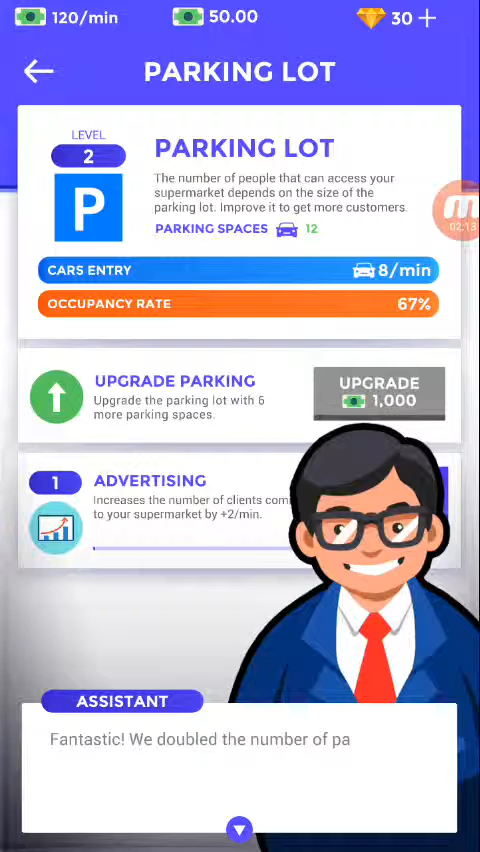 120/min
50.00
30 +
PARKING LOT
LEVEL
2
P
PARKING LOT
The number of people that can access your
supermarket depends on the size of the
parking lot. Improve it to get more customers.
PARKING SPACES 12
02:13
CARS ENTRY 8/min
OCCUPANCY RATE 67%
UPGRADE PARKING
Upgrade the parking lot with 6
more parking spaces.
UPGRADE
1,000
1
ADVERTISING
Increases the number of clients com
to your supermarket by +2/min.
ASSISTANT
Fantastic! We doubled the number of pa